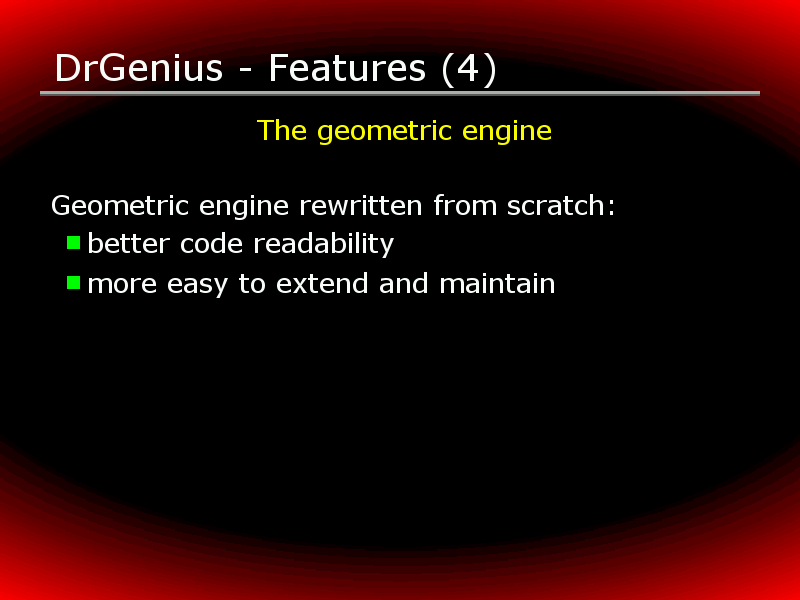 DrGenius - Features (4)
The geometric engine
Geometric engine rewritten from scratch:
better code readability
more easy to extend and maintain